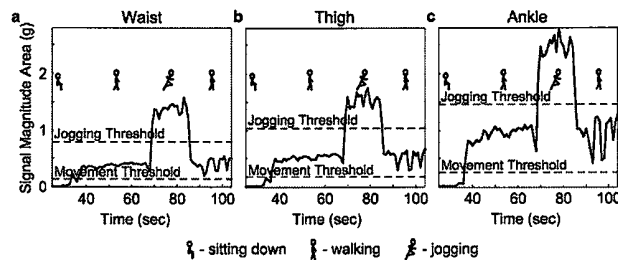 a Waist b Thigh c Ankle
Signal Magnitude Area (g)
2
1
0
Jogging Threshold
Movement Threshold
Jogging Threshold
Movement Threshold
Jogging Threshold
Movement Threshold
40 60 80 100 40 60 80 100 40 60 80 100
Time (sec) Time (sec) Time (sec)
- sitting down - walking - jogging